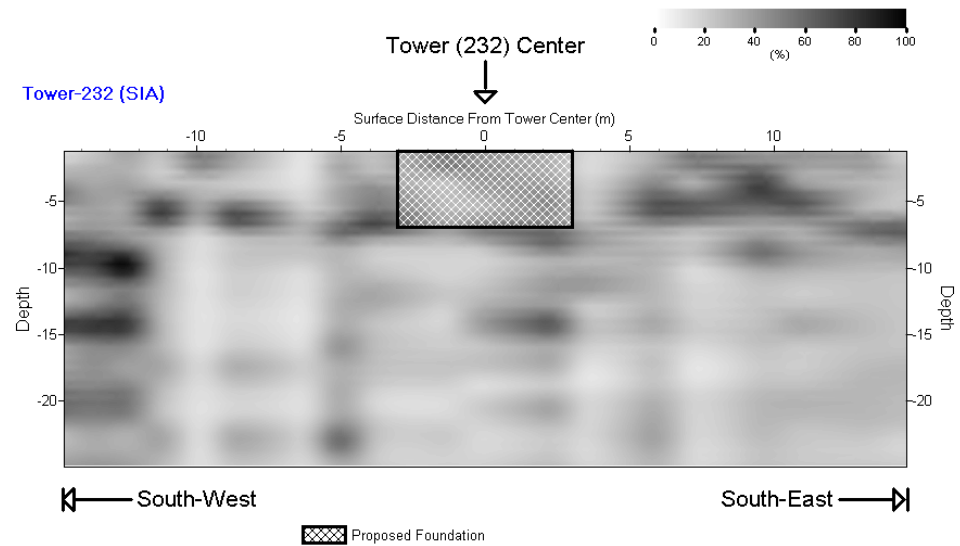 0 20 40 60 80 100
(%)
Tower (232) Center
Tower-232 (SIA)
Surface Distance From Tower Center (m)
-10 -5 0 5 10
-5 -5
-10 -10
-15 -15
-20 -20
Depth
Depth
South-West
South-East
Proposed Foundation